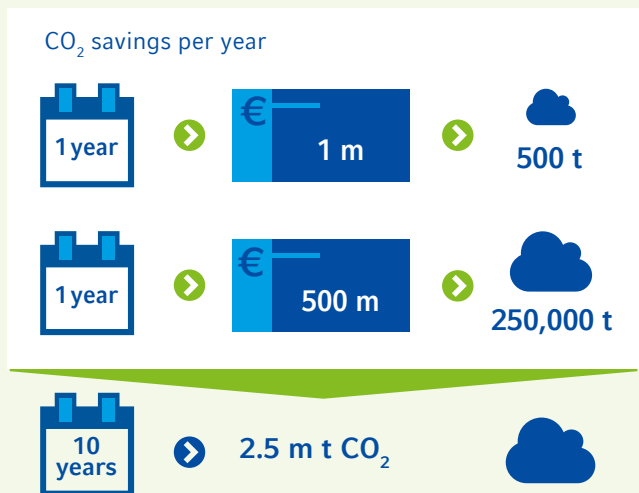 CO₂ savings per year
1 year
€
1 m
500 t
1 year
€
500 m
250,000 t
10
years
2.5 m t CO₂